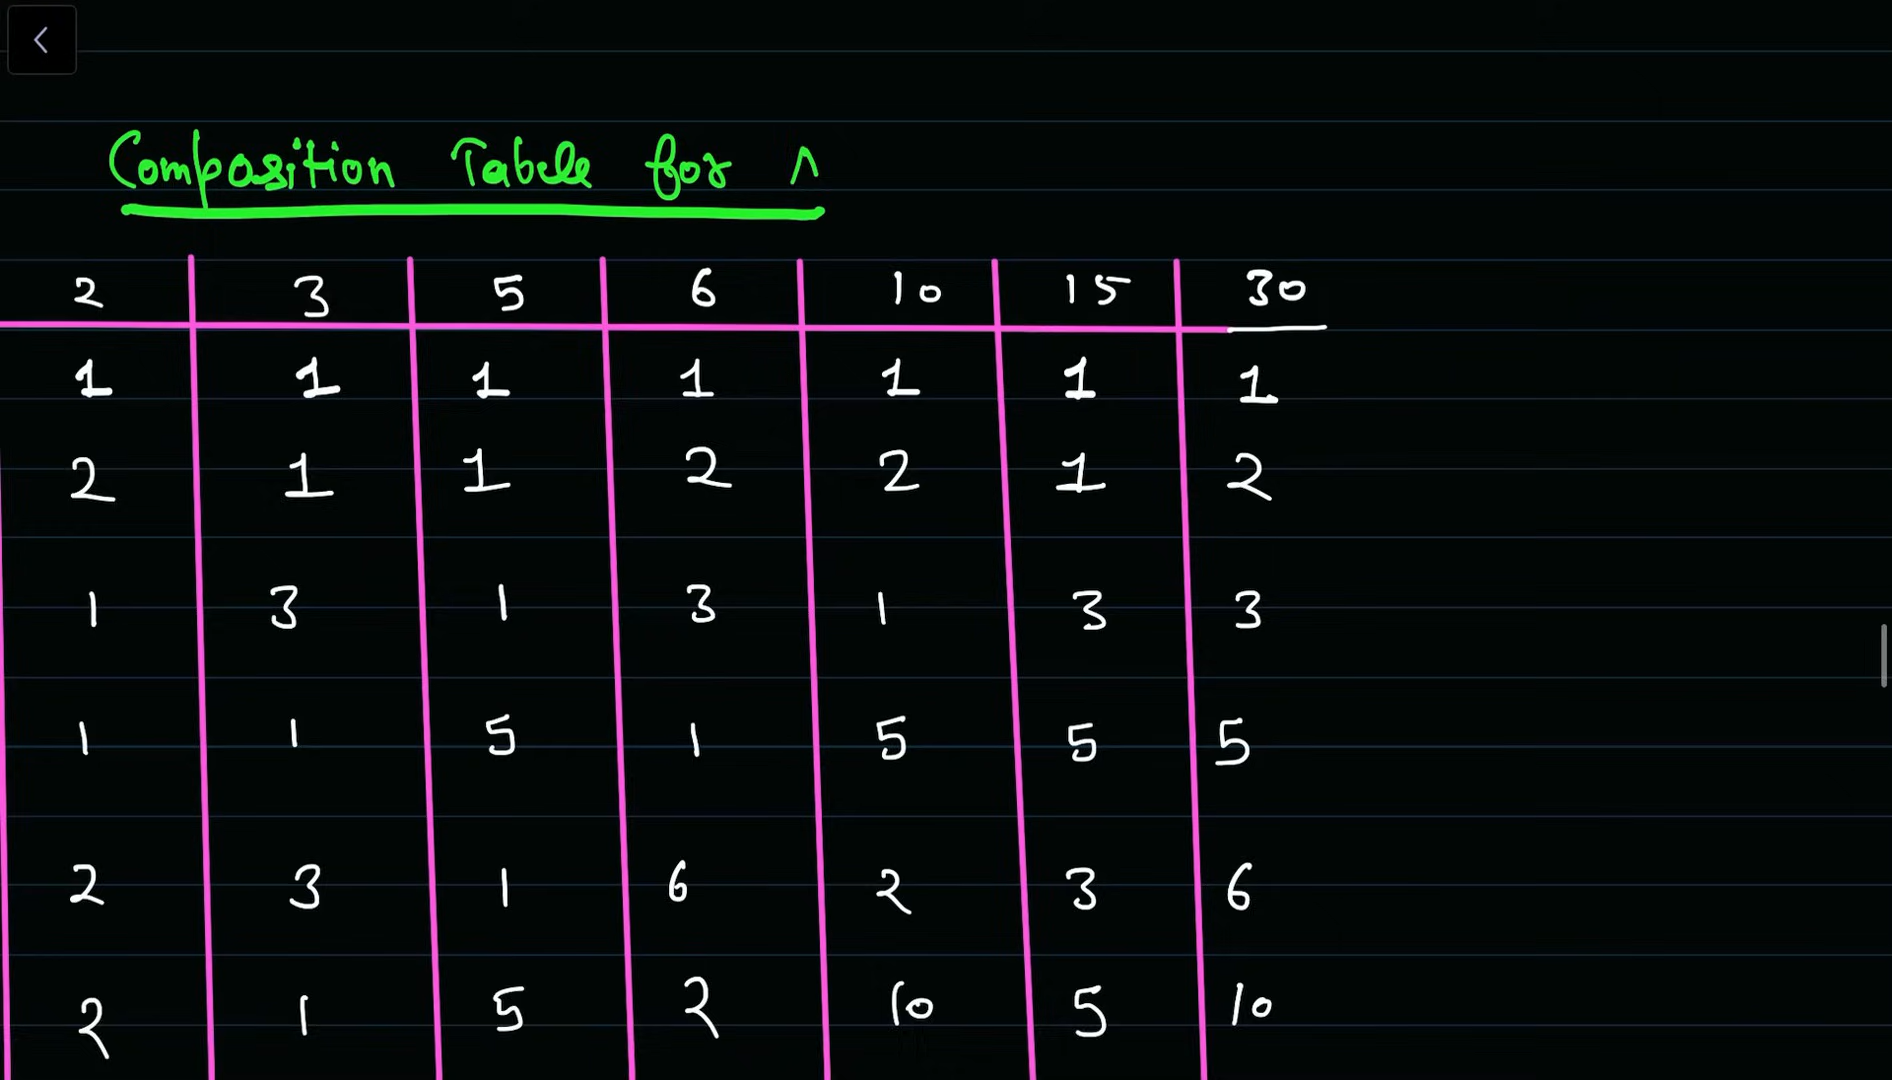 Composition Table for ∧
2 3 5 6 10 15 30
1 1 1 1 1 1 1
2 1 1 2 2 1 2
1 3 1 3 1 3 3
1 1 5 1 5 5 5
2 3 1 6 2 3 6
2 1 5 2 10 5 10